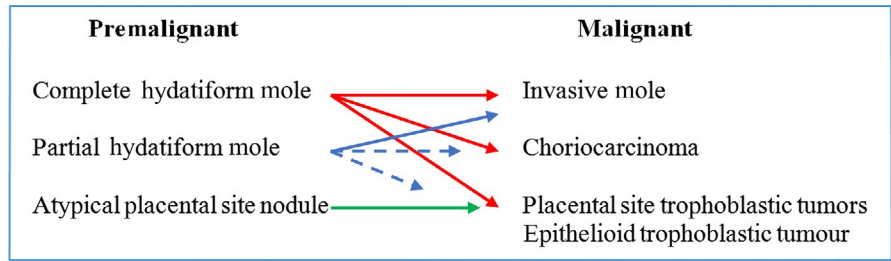 Premalignant
Malignant
Complete hydatiform mole
Invasive mole
Partial hydatiform mole
Choriocarcinoma
Atypical placental site nodule
Placental site trophoblastic tumors
Epithelioid trophoblastic tumour